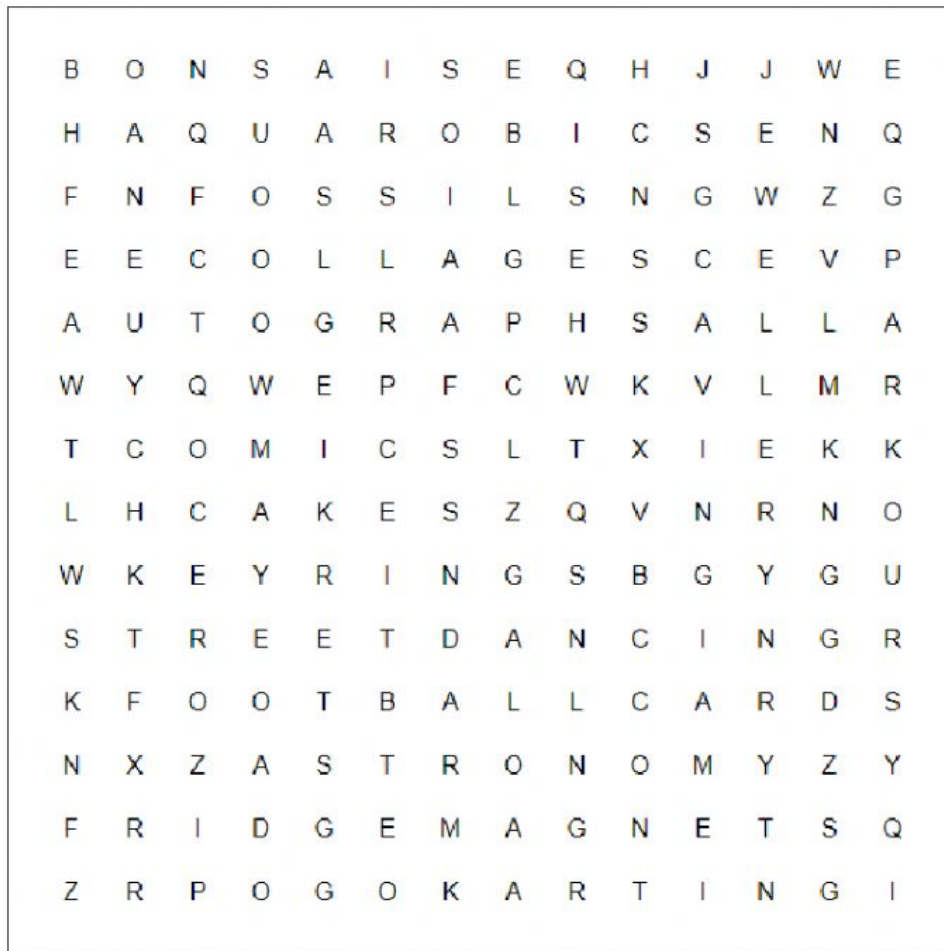 B O N S A I S E Q H J J W E
H A Q U A R O B I C S E N Q
F N F O S S I L S N G W Z G
E E C O L L A G E S C E V P
A U T O G R A P H S A L L A
W Y Q W E P F C W K V L M R
T C O M I C S L T X I E K K
L H C A K E S Z Q V N R N O
W K E Y R I N G S B G Y G U
S T R E E T D A N C I N G R
K F O O T B A L L C A R D S
N X Z A S T R O N O M Y Z Y
F R I D G E M A G N E T S Q
Z R P O G O K A R T I N G I